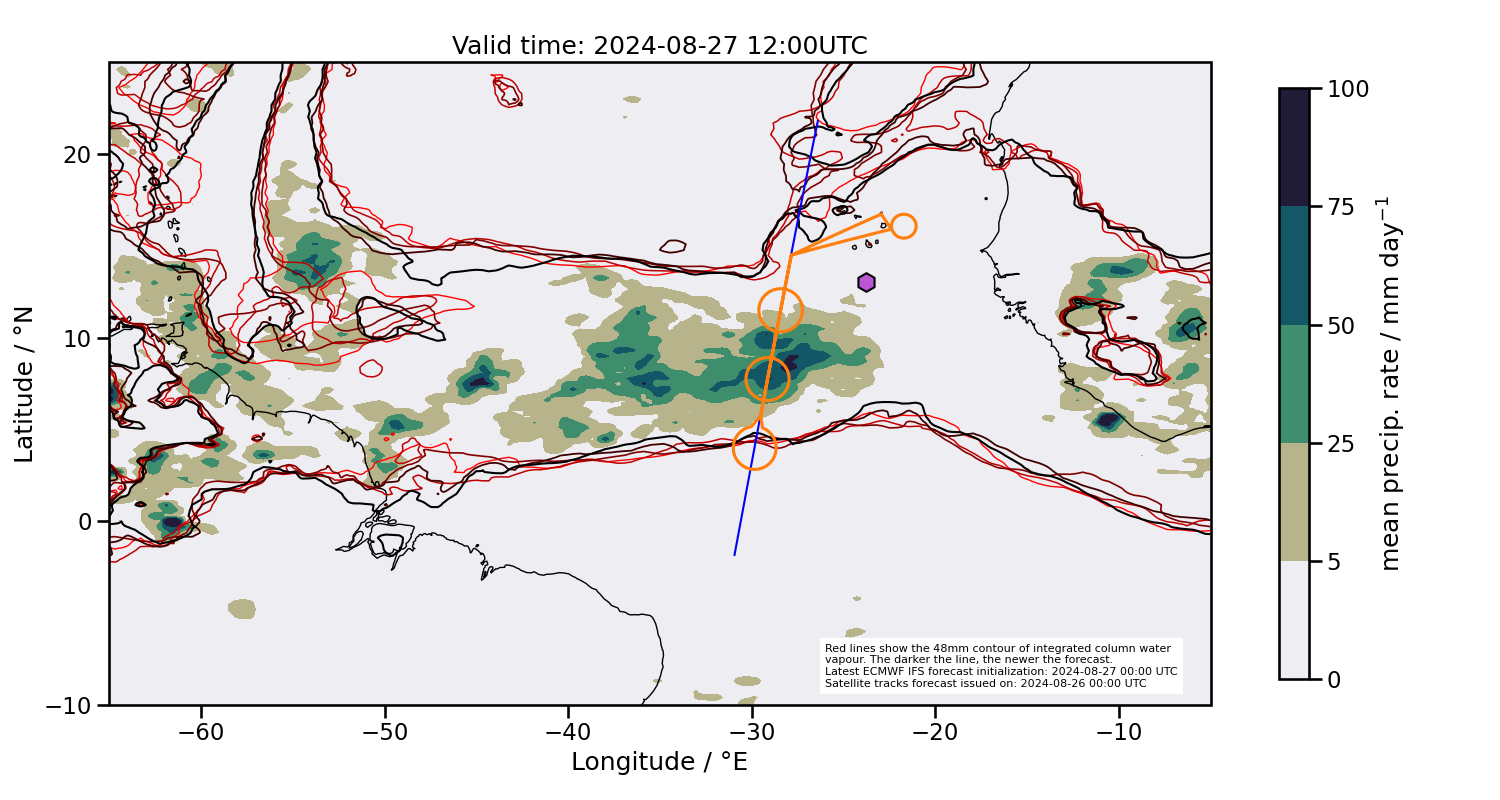 Valid time: 2024-08-27 12:00UTC
Latitude / °N
20
10
0
−10
−60
−50
−40
−30
−20
−10
Longitude / °E
Red lines show the 48mm contour of integrated column water
vapour. The darker the line, the newer the forecast.
Latest ECMWF IFS forecast initialization: 2024-08-27 00:00 UTC
Satellite tracks forecast issued on: 2024-08-26 00:00 UTC
100
75
50
25
5
0
mean precip. rate / mm day⁻¹